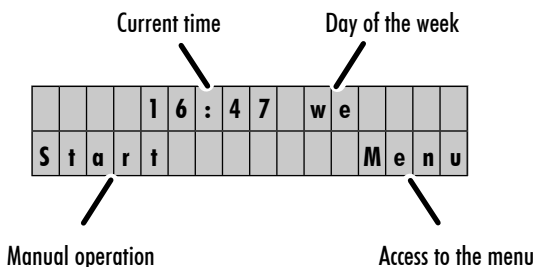 Current time Day of the week
16:47 we
Start Menu
Manual operation Access to the menu